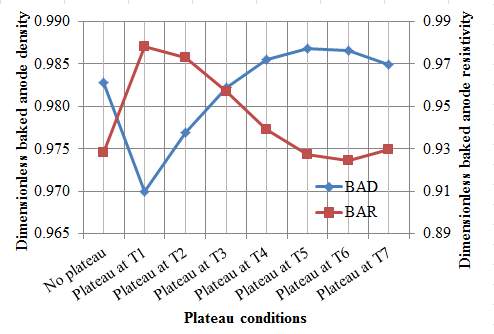 Dimensionless baked anode density
0.990
0.985
0.980
0.975
0.970
0.965
0.99
0.97
0.95
0.93
0.91
0.89
Dimensionless baked anode resistivity
BAD
BAR
No plateau
Plateau at T1
Plateau at T2
Plateau at T3
Plateau at T4
Plateau at T5
Plateau at T6
Plateau at T7
Plateau conditions